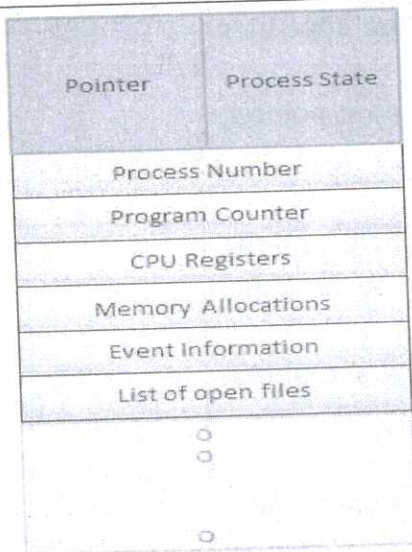 Pointer Process State
Process Number
Program Counter
CPU Registers
Memory Allocations
Event Information
List of open files